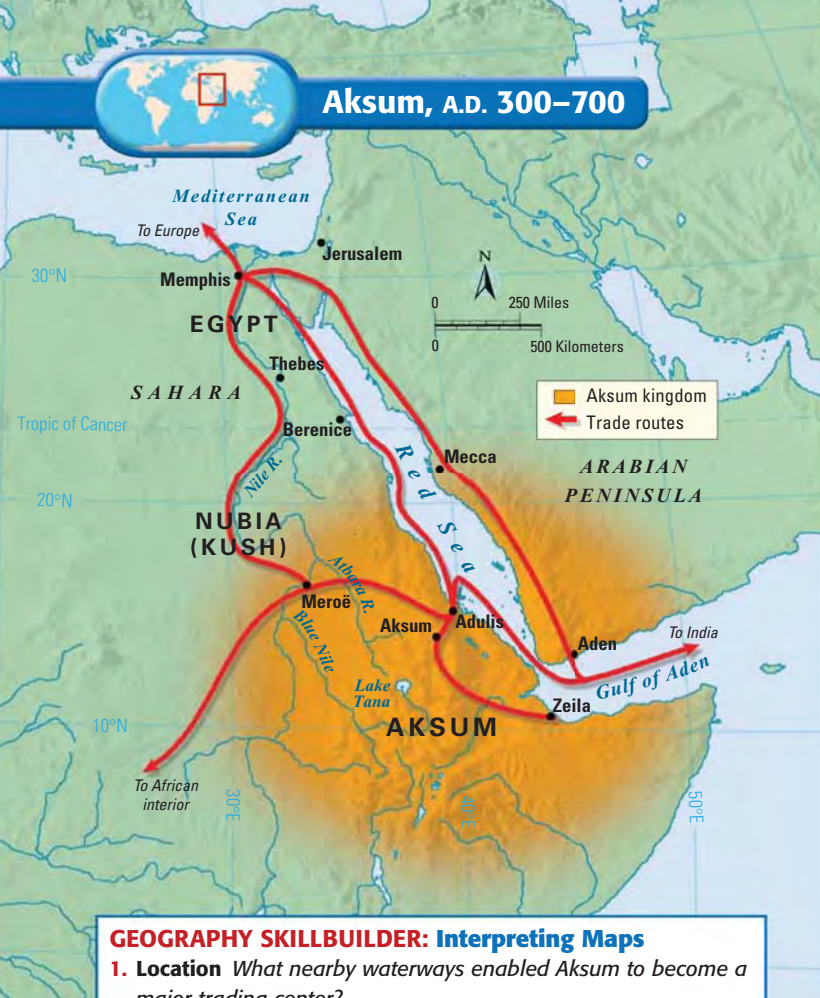 Aksum, A.D. 300–700
Mediterranean
Sea
To Europe
Jerusalem
30°N
Memphis
N
0 250 Miles
0 500 Kilometers
EGYPT
Thebes
SAHARA
Aksum kingdom
Trade routes
Tropic of Cancer
Berenice
Red Sea
Mecca
ARABIAN
PENINSULA
Nile R.
20°N
NUBIA
(KUSH)
Atbara R.
Meroë
Blue Nile
Aksum
Adulis
Aden
To India
Gulf of Aden
Lake
Tana
Zeila
AKSUM
10°N
To African
interior
30°E
50°E
GEOGRAPHY SKILLBUILDER: Interpreting Maps
1. Location What nearby waterways enabled Aksum to become a
major trading center?